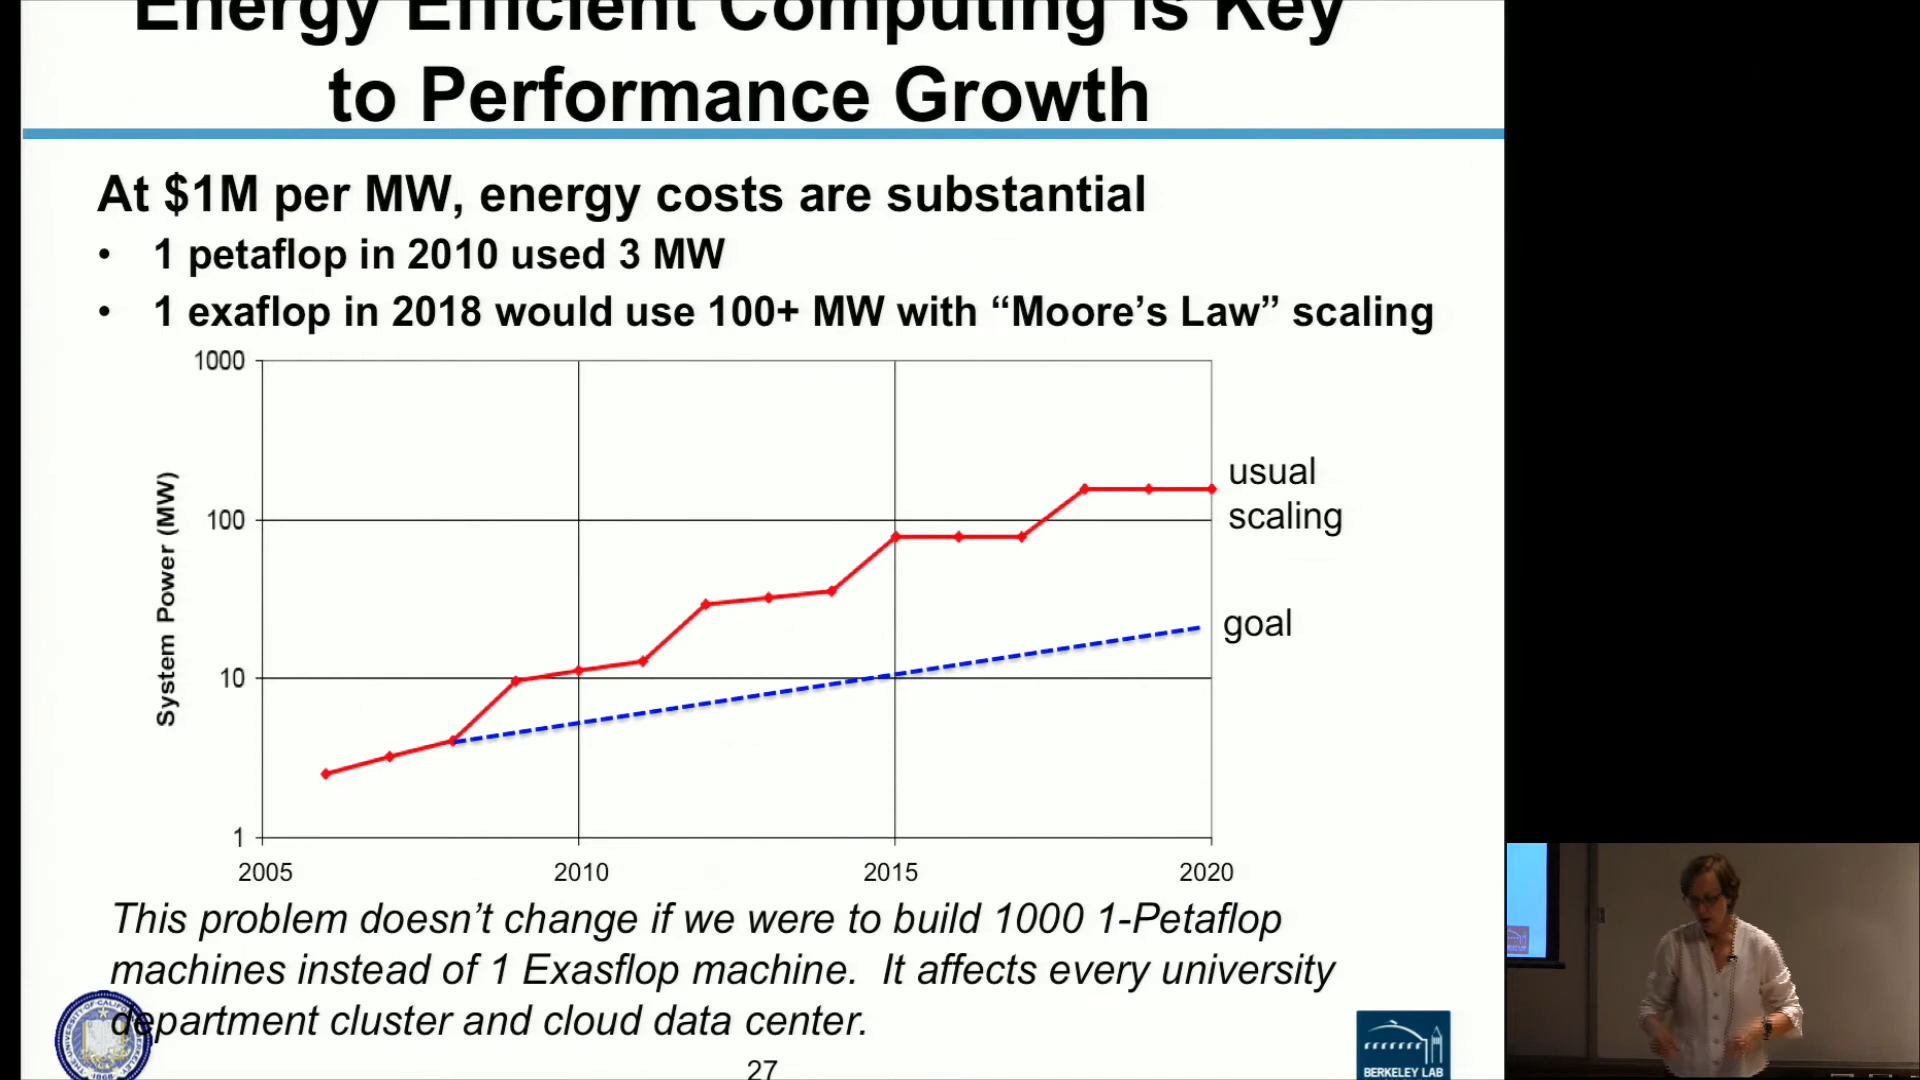 Energy Efficient Computing is Key
to Performance Growth
At $1M per MW, energy costs are substantial
• 1 petaflop in 2010 used 3 MW
• 1 exaflop in 2018 would use 100+ MW with “Moore’s Law” scaling
1000
100
10
1
System Power (MW)
usual
scaling
goal
2005 2010 2015 2020
This problem doesn’t change if we were to build 1000 1-Petaflop
machines instead of 1 Exasflop machine. It affects every university
department cluster and cloud data center.
27
BERKELEY LAB